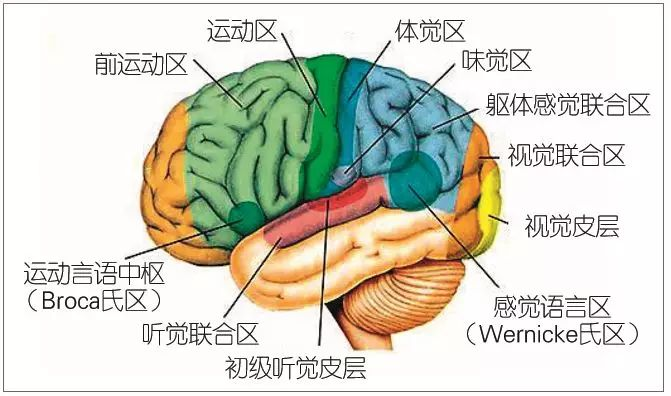 运动区
体觉区
前运动区
味觉区
躯体感觉联合区
视觉联合区
视觉皮层
运动言语中枢
（Broca氏区）
感觉语言区
（Wernicke氏区）
听觉联合区
初级听觉皮层